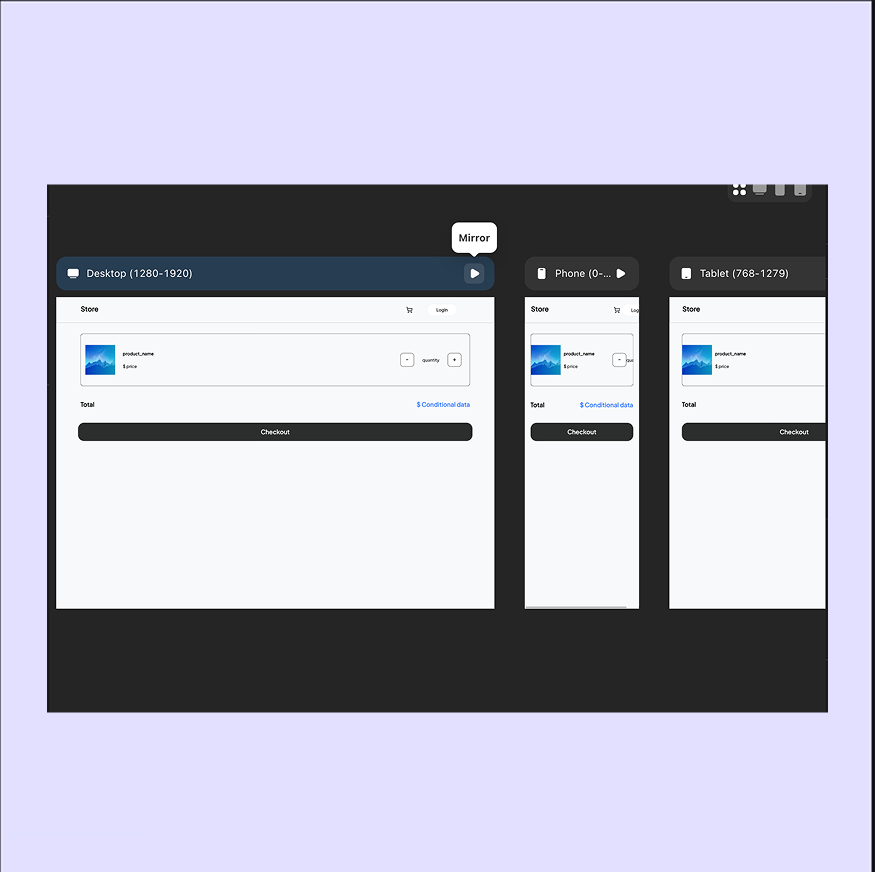 Mirror
Desktop (1280-1920)
Phone (0-...
Tablet (768-1279)
Store
Login
product_name
$ price
-
quantity
+
Total
$ Conditional data
Checkout
Store
Log
product_name
$ price
-
quo
Total
$ Conditional data
Checkout
Store
product_name
$ price
Total
Checkout